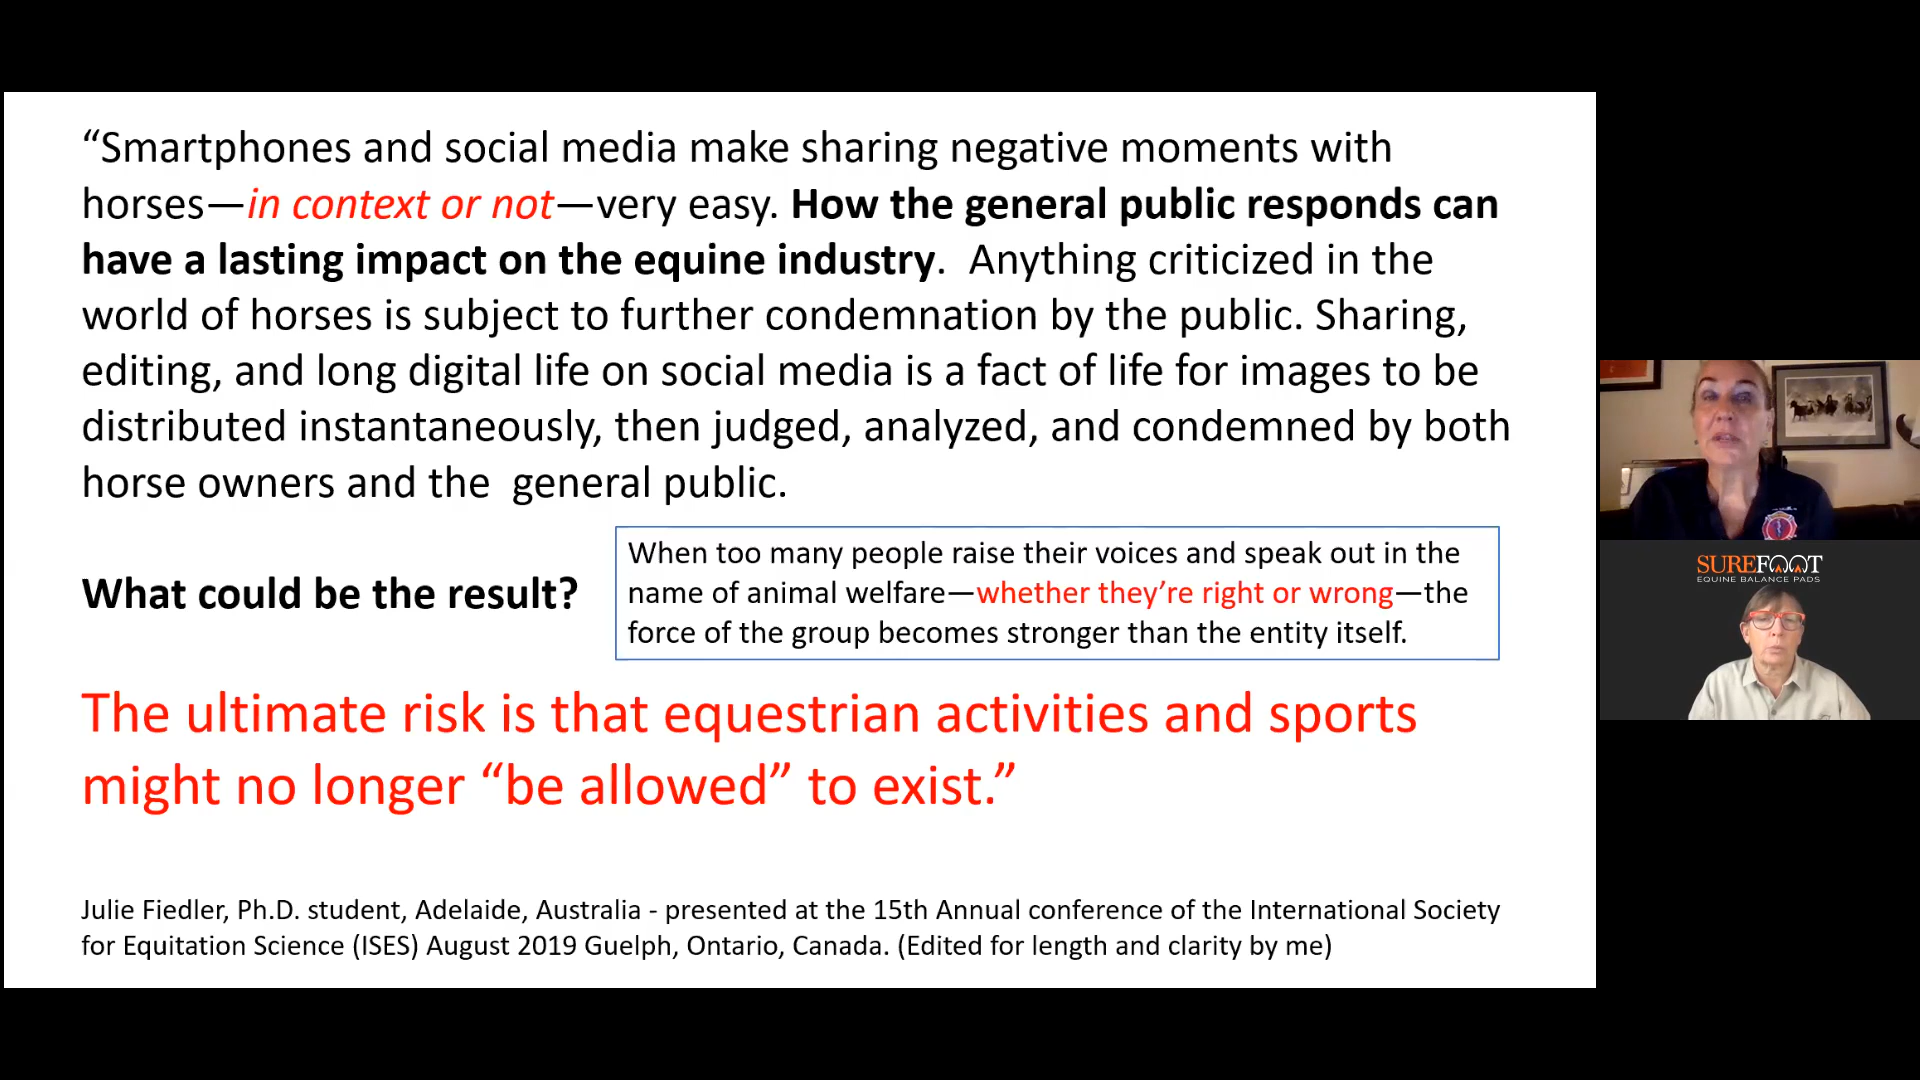 “Smartphones and social media make sharing negative moments with
horses—in context or not—very easy. How the general public responds can
have a lasting impact on the equine industry.  Anything criticized in the
world of horses is subject to further condemnation by the public. Sharing,
editing, and long digital life on social media is a fact of life for images to be
distributed instantaneously, then judged, analyzed, and condemned by both
horse owners and the  general public.
What could be the result?
When too many people raise their voices and speak out in the
name of animal welfare—whether they’re right or wrong—the
force of the group becomes stronger than the entity itself.
The ultimate risk is that equestrian activities and sports
might no longer “be allowed” to exist.”
Julie Fiedler, Ph.D. student, Adelaide, Australia - presented at the 15th Annual conference of the International Society
for Equitation Science (ISES) August 2019 Guelph, Ontario, Canada. (Edited for length and clarity by me)
SUREFOOT
EQUINE BALANCE PADS